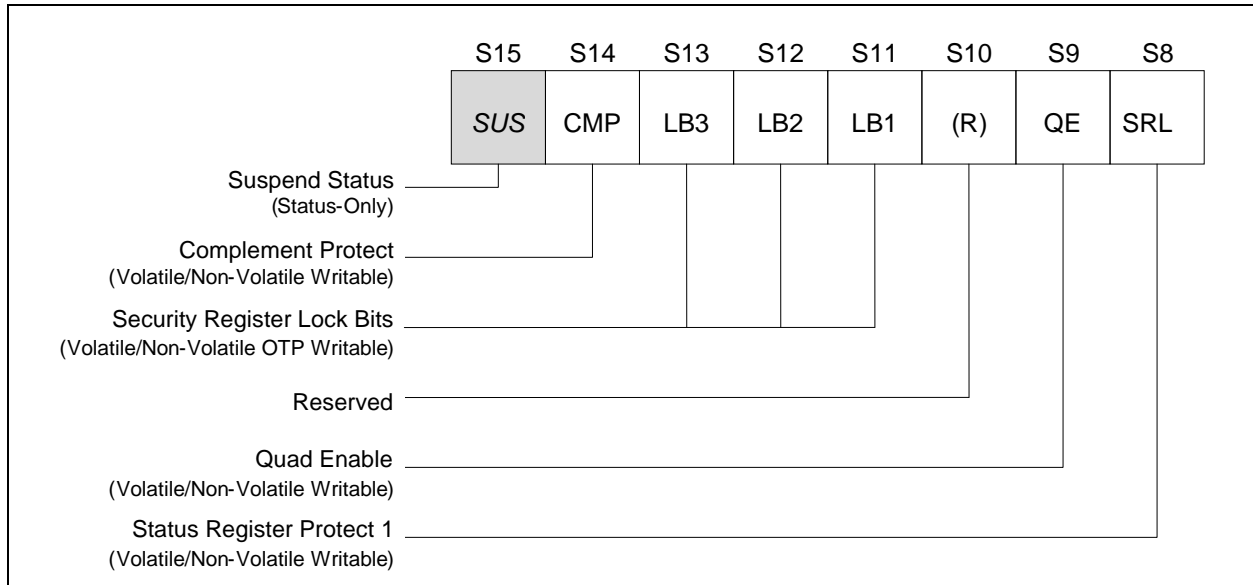 S15 S14 S13 S12 S11 S10 S9 S8
SUS CMP LB3 LB2 LB1 (R) QE SRL
Suspend Status
(Status-Only)
Complement Protect
(Volatile/Non-Volatile Writable)
Security Register Lock Bits
(Volatile/Non-Volatile OTP Writable)
Reserved
Quad Enable
(Volatile/Non-Volatile Writable)
Status Register Protect 1
(Volatile/Non-Volatile Writable)